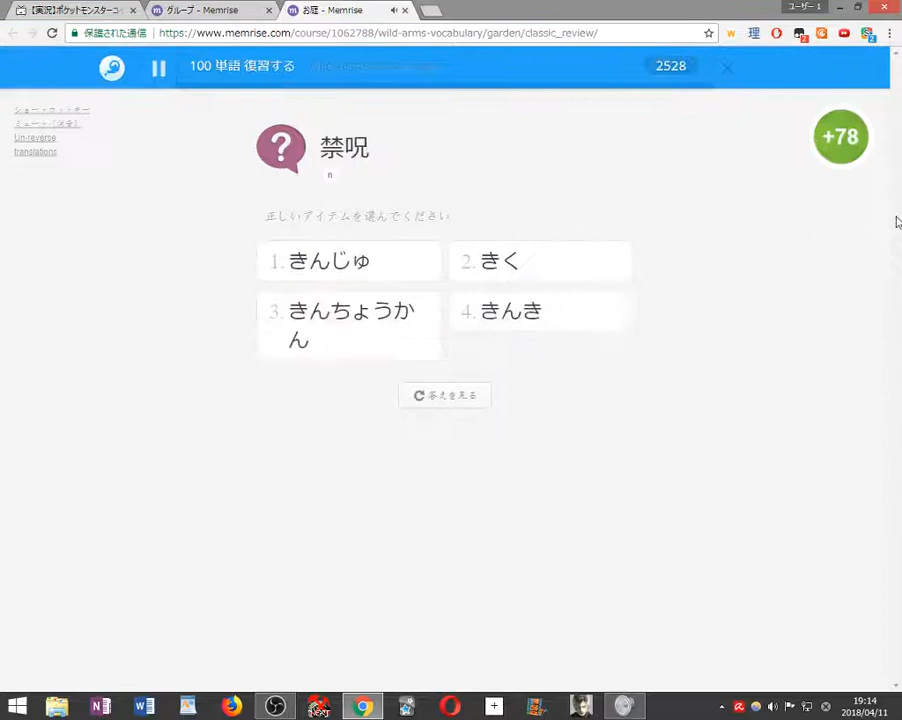 【実況】ポケットモンスターコ
グループ - Memrise
お庭 - Memrise
ユーザー 1
保護された通信
https://www.memrise.com/course/1062788/wild-arms-vocabulary/garden/classic_review/
100 単語 復習する
2528
Un-reverse
translations
+78
?
禁呪
n
正しいアイテムを選んでください
1. きんじゅ
2. きく
3. きんちょうか
ん
4. きんき
答えを見る
19:14
2018/04/11